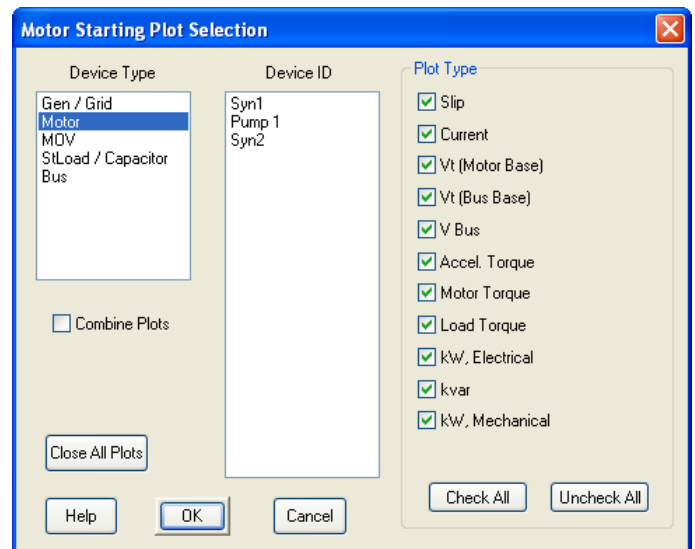 Motor Starting Plot Selection
Device Type
Gen / Grid
Motor
MOV
StLoad / Capacitor
Bus
Combine Plots
Close All Plots
Device ID
Syn1
Pump 1
Syn2
Plot Type
Slip
Current
Vt (Motor Base)
Vt (Bus Base)
V Bus
Accel. Torque
Motor Torque
Load Torque
kW, Electrical
kvar
kW, Mechanical
Check All
Uncheck All
Help
OK
Cancel